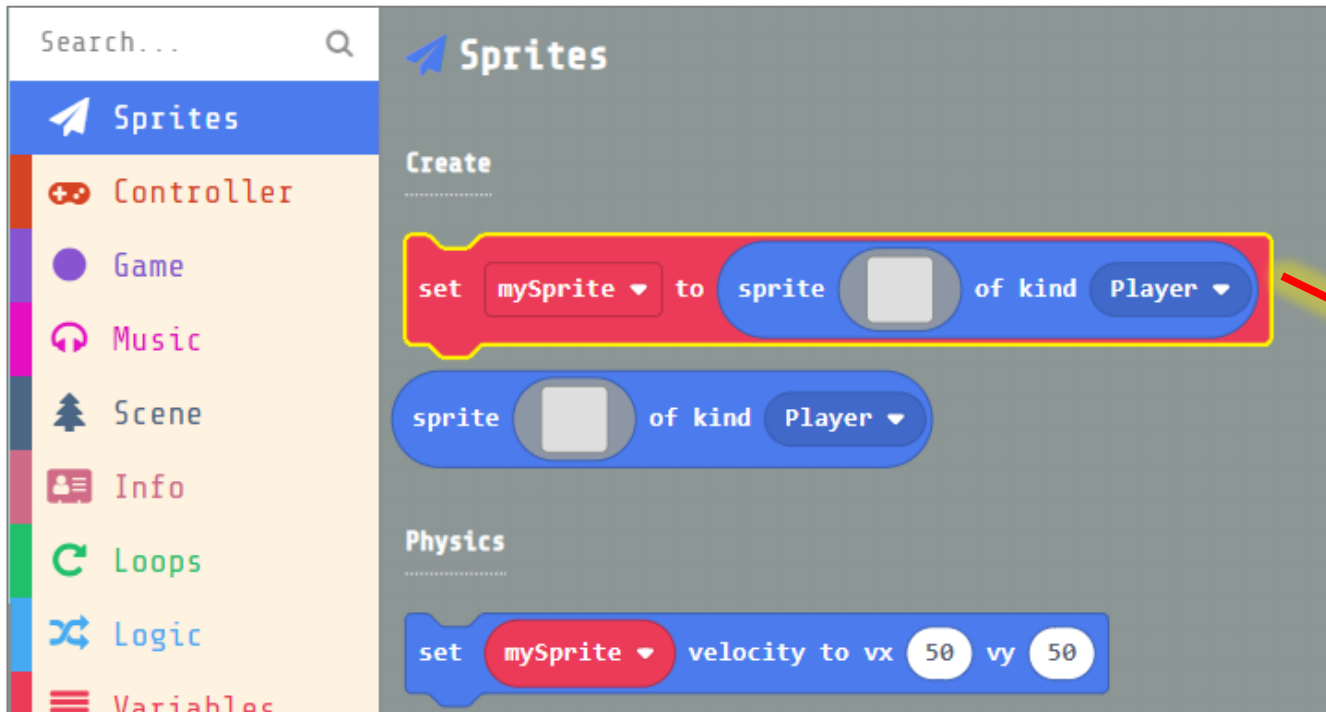 Search...
Sprites
Controller
Game
Music
Scene
Info
Loops
Logic
Variables
Sprites
Create
set mySprite to sprite of kind Player
sprite of kind Player
Physics
set mySprite velocity to vx 50 vy 50